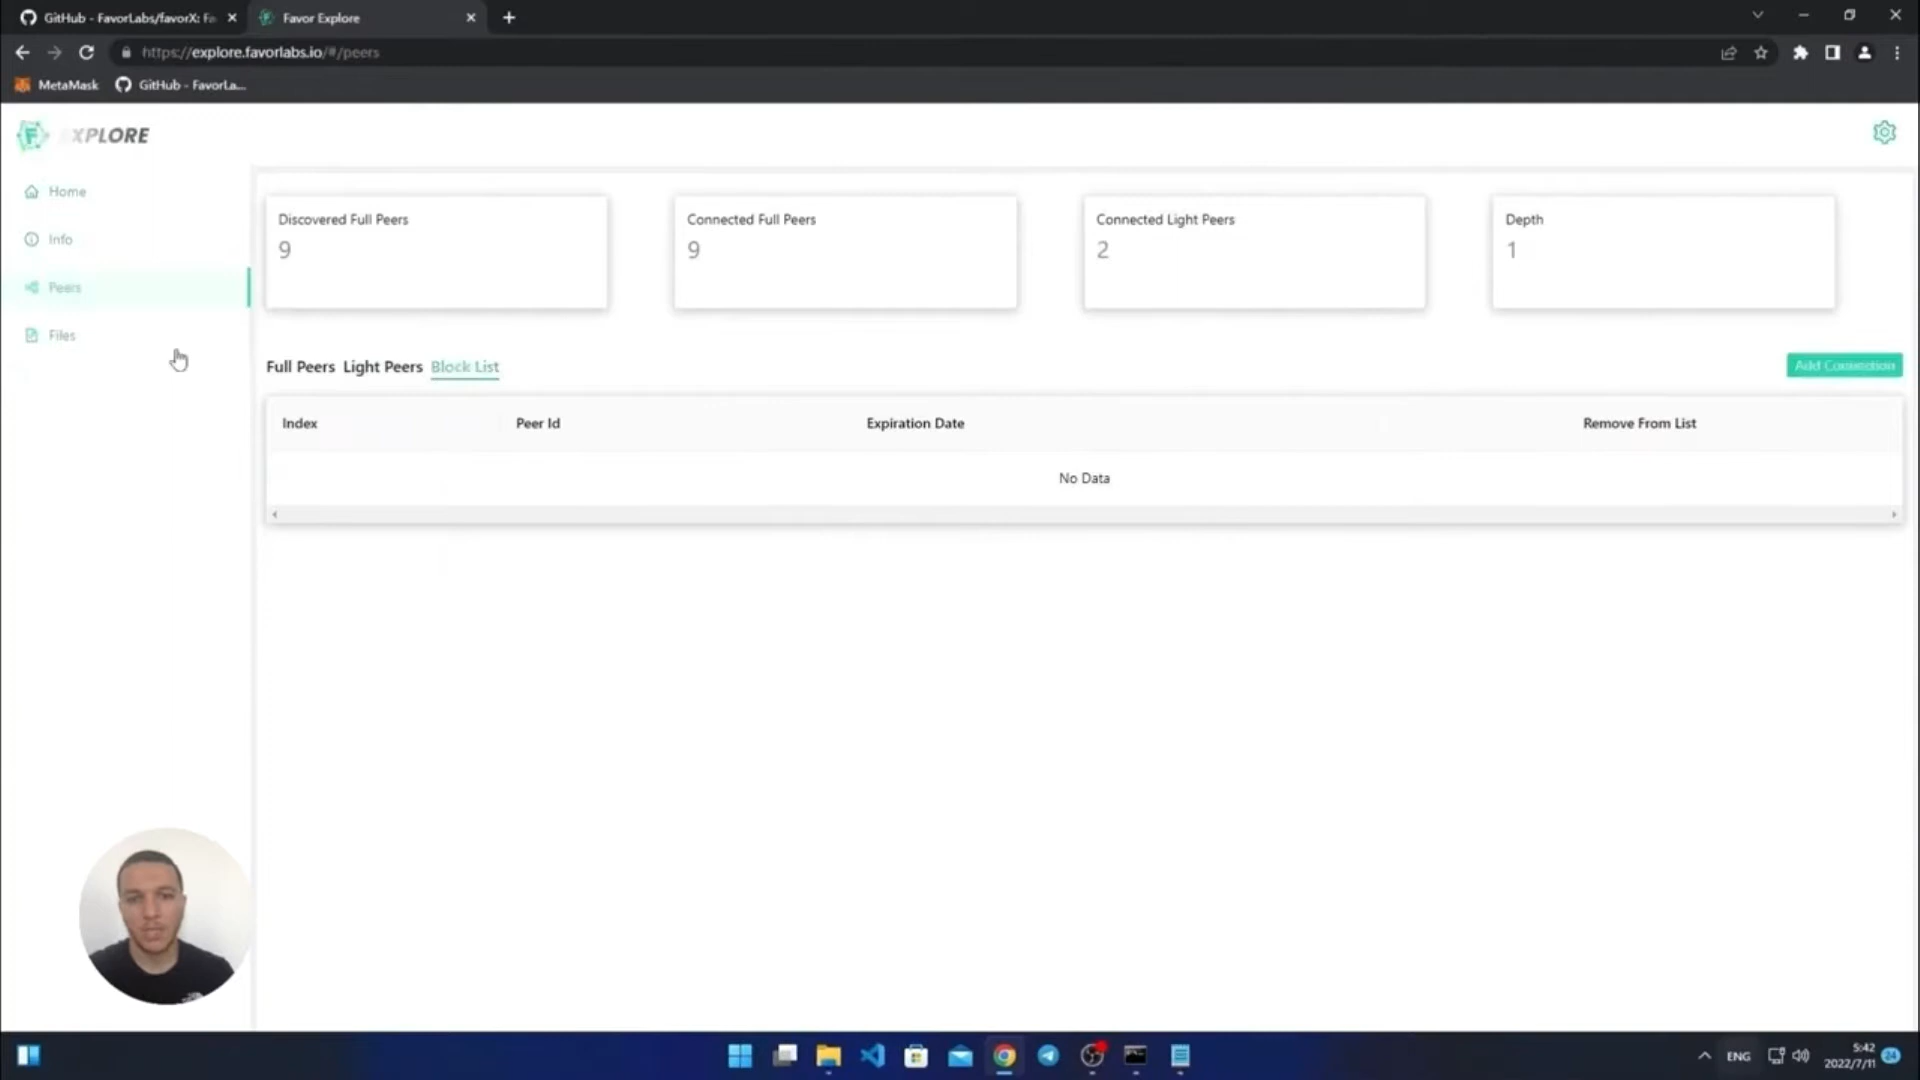 GitHub - FavorLabs/favorX: Fa
Favor Explore
https://explore.favorlabs.io/#/peers
MetaMask
GitHub - FavorLa...
EXPLORE
Home
Info
Peers
Files
Discovered Full Peers
9
Connected Full Peers
9
Connected Light Peers
2
Depth
1
Full Peers Light Peers Block List
Add Connection
Index Peer Id Expiration Date Remove From List
No Data
ENG
5:42
2022/7/11
24